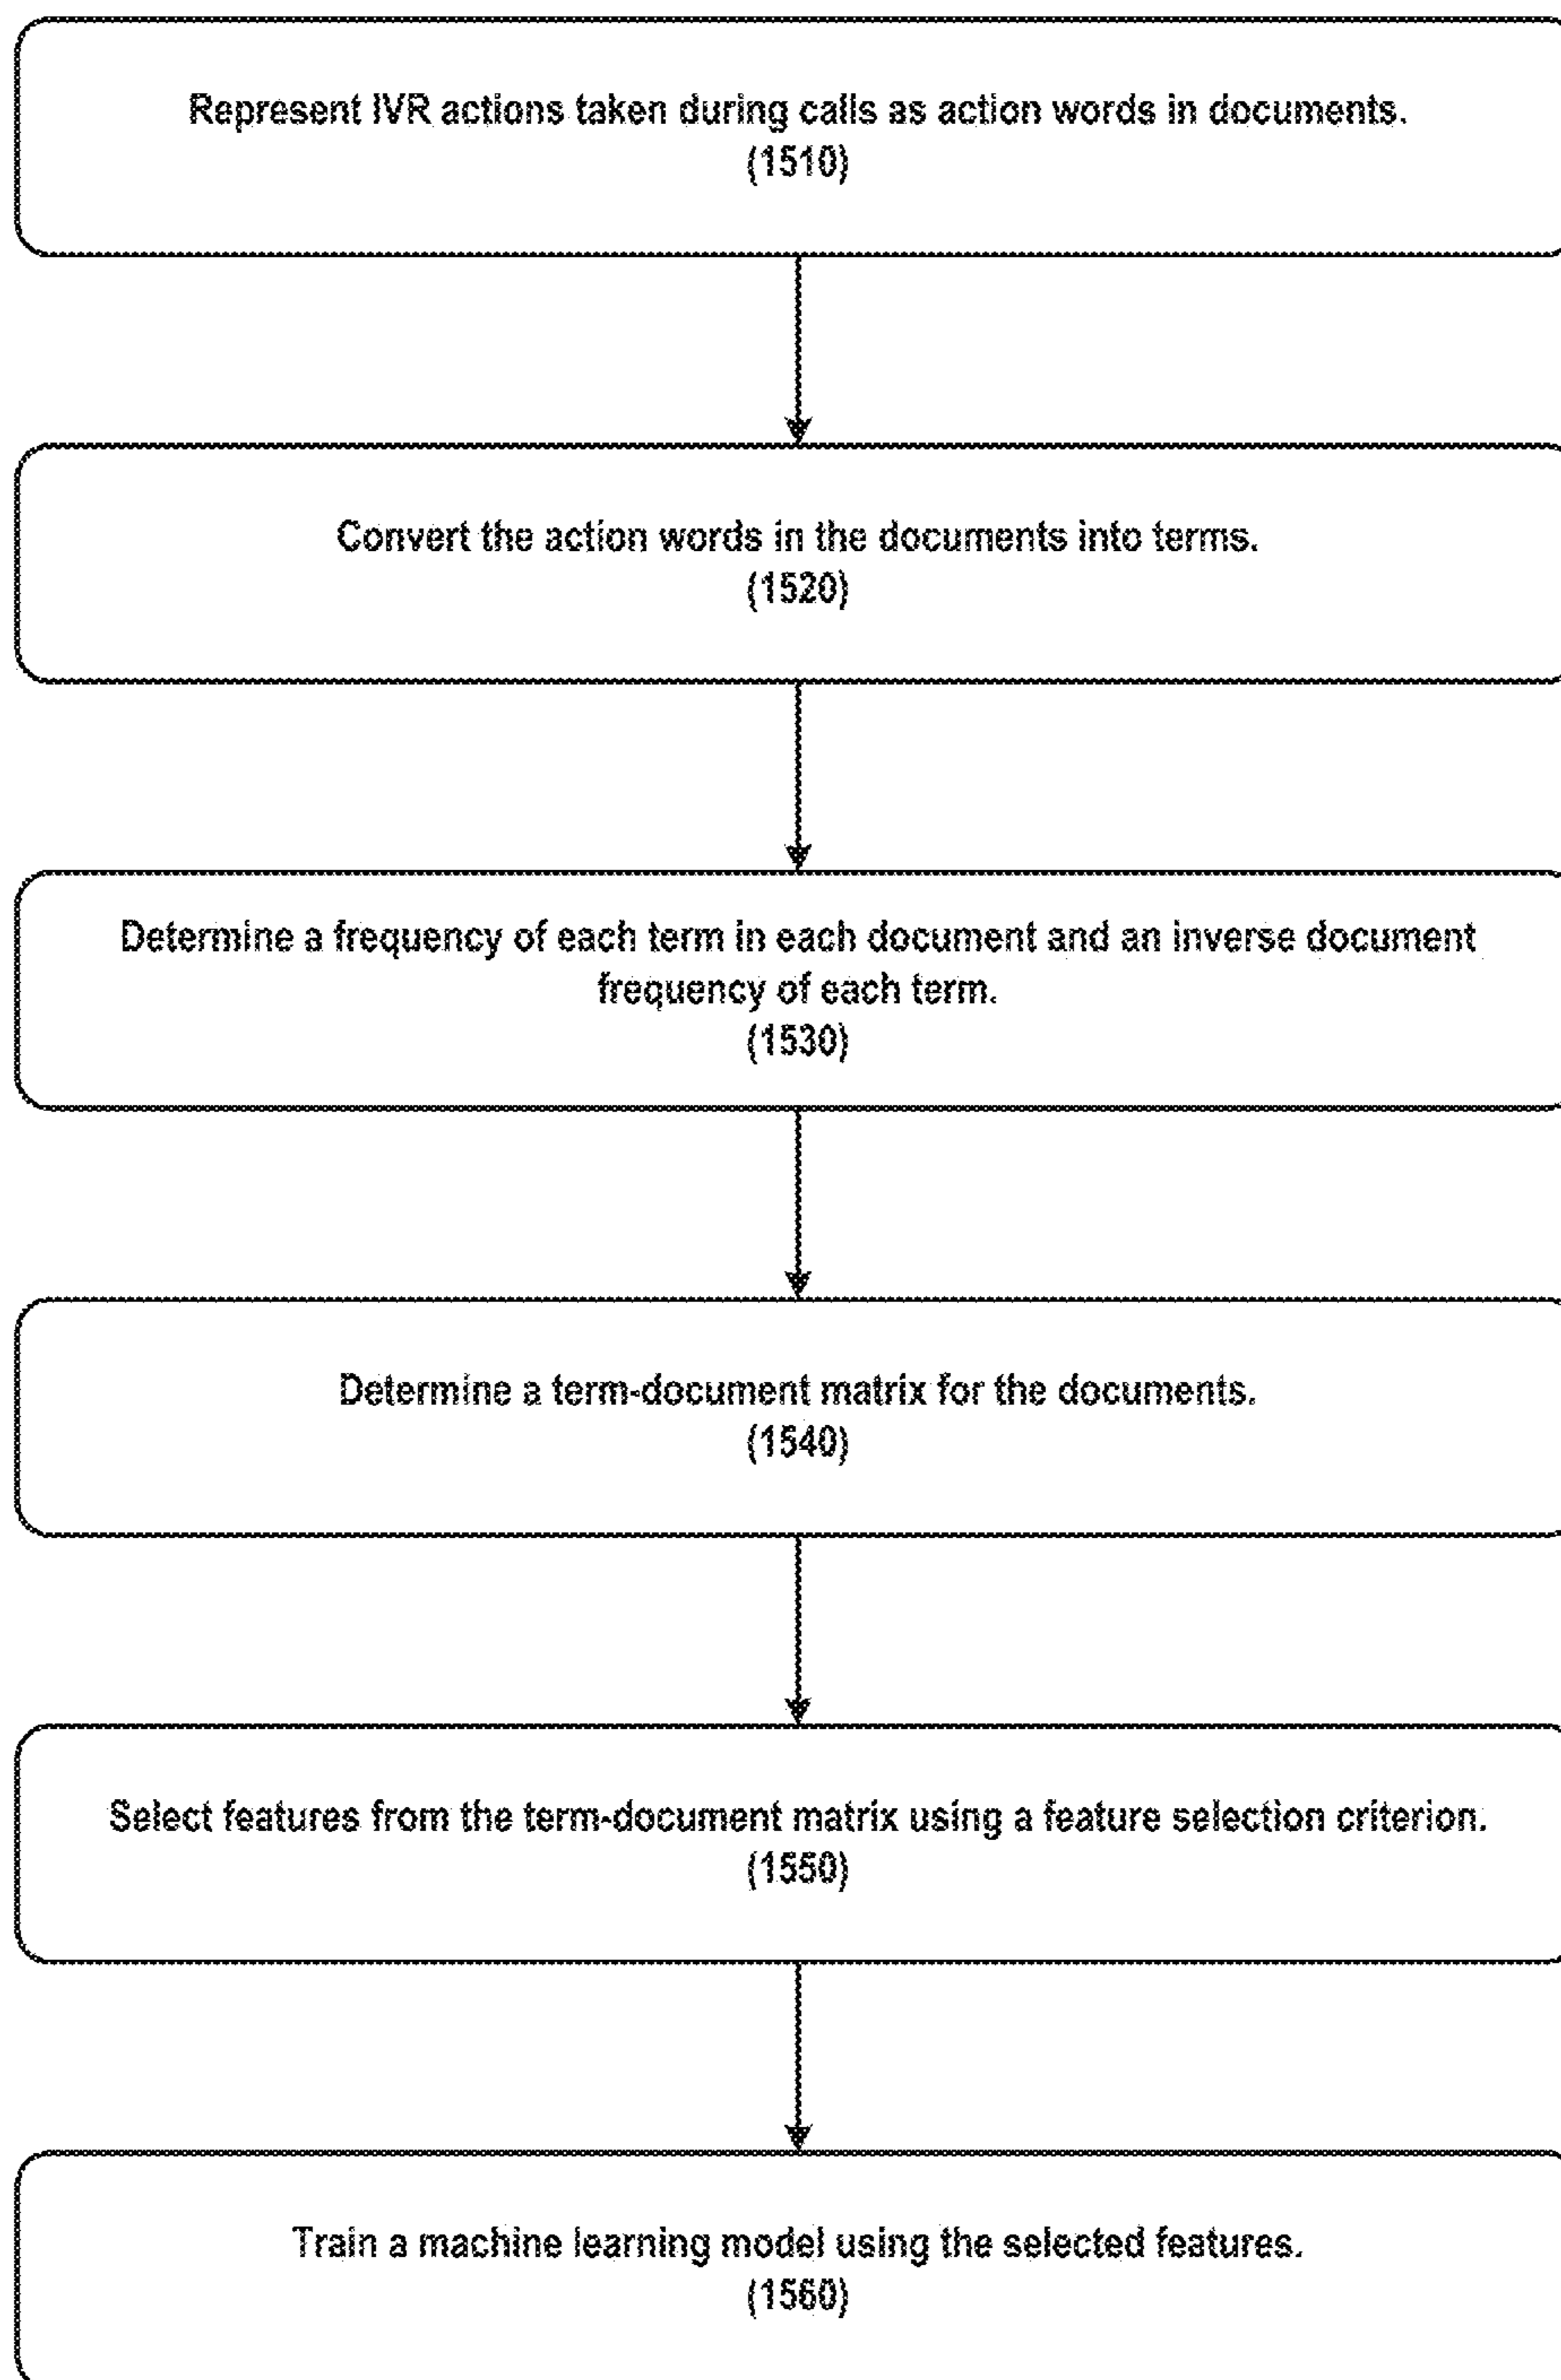 Represent IVR actions taken during calls as action words in documents.
(1510)
Convert the action words in the documents into terms.
(1520)
Determine a frequency of each term in each document and an inverse document
frequency of each term.
(1530)
Determine a term-document matrix for the documents.
(1540)
Select features from the term-document matrix using a feature selection criterion.
(1550)
Train a machine learning model using the selected features.
(1560)